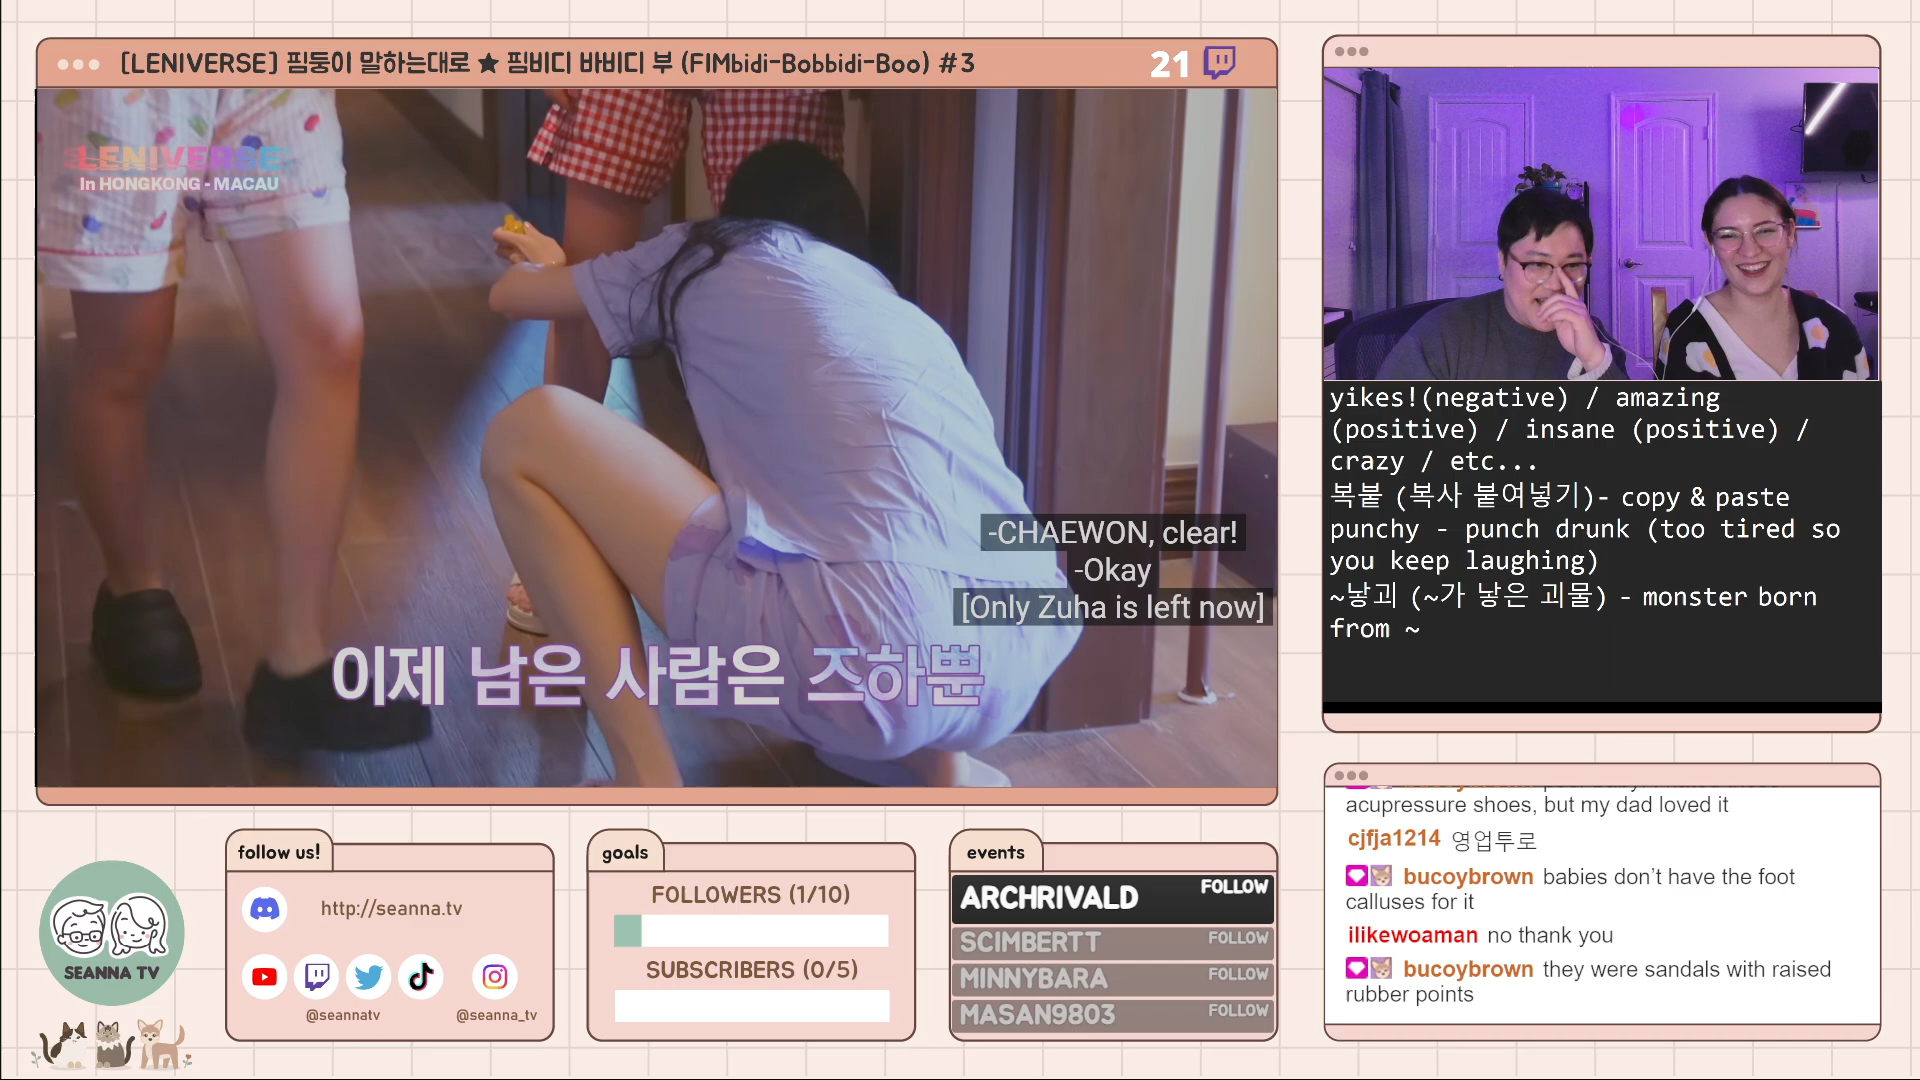 [LENIVERSE] 핌둥이 말하는대로 ★ 핌비디 바비디 부 (FIMbidi-Bobbidi-Boo) #3
21
LENIVERSE
In HONGKONG - MACAU
-CHAEWON, clear!
-Okay
[Only Zuha is left now]
이제 남은 사람은 즈하뿐
yikes!(negative) / amazing
(positive) / insane (positive) /
crazy / etc...
복붙 (복사 붙여넣기)- copy & paste
punchy - punch drunk (too tired so
you keep laughing)
~낳괴 (~가 낳은 괴물) - monster born
from ~
acupressure shoes, but my dad loved it
cjfja1214 영업투로
bucoybrown babies don't have the foot
calluses for it
ilikewoaman no thank you
bucoybrown they were sandals with raised
rubber points
SEANNA TV
follow us!
http://seanna.tv
@seannatv
@seanna_tv
goals
FOLLOWERS (1/10)
SUBSCRIBERS (0/5)
events
ARCHRIVALD FOLLOW
SCIMBERTT FOLLOW
MINNYBARA FOLLOW
MASAN9803 FOLLOW